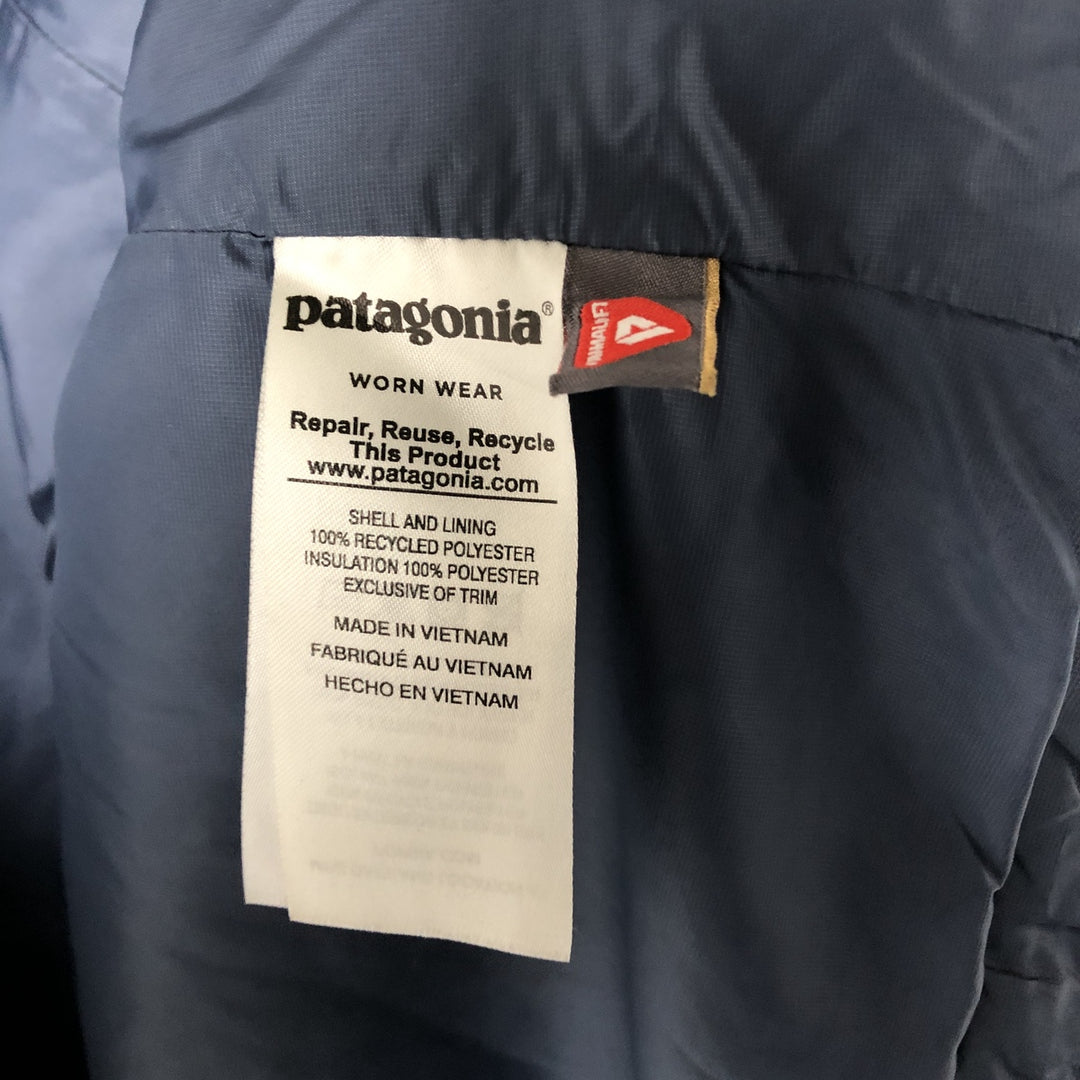 patagonia®
WORN WEAR
Repair, Reuse, Recycle
This Product
www.patagonia.com
SHELL AND LINING
100% RECYCLED POLYESTER
INSULATION 100% POLYESTER
EXCLUSIVE OF TRIM
MADE IN VIETNAM
FABRIQUÉ AU VIETNAM
HECHO EN VIETNAM